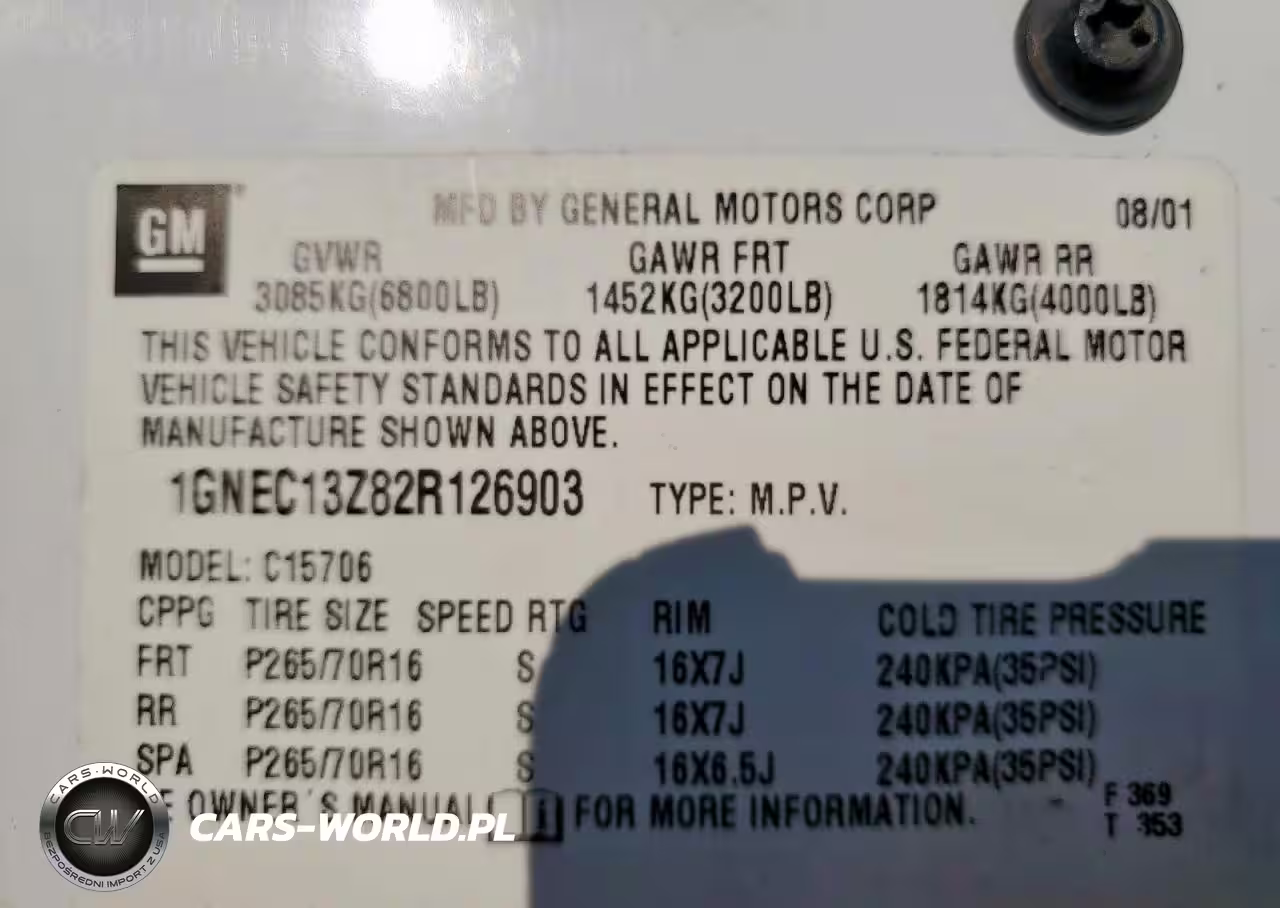 GM
MFD BY GENERAL MOTORS CORP 08/01
GVWR GAWR FRT GAWR RR
3085KG(6800LB) 1452KG(3200LB) 1814KG(4000LB)
THIS VEHICLE CONFORMS TO ALL APPLICABLE U.S. FEDERAL MOTOR
VEHICLE SAFETY STANDARDS IN EFFECT ON THE DATE OF
MANUFACTURE SHOWN ABOVE.
1GNEC13Z82R126903 TYPE: M.P.V.
MODEL: C15706
CPPG TIRE SIZE SPEED RTG RIM COLD TIRE PRESSURE
FRT P265/70R16 S 16X7J 240KPA(35PSI)
RR P265/70R16 S 16X7J 240KPA(35PSI)
SPA P265/70R16 S 16X6.5J 240KPA(35PSI)
OWNER'S MANUAL FOR MORE INFORMATION.
F 369
T 353
CARS-WORLD
CW
BEZPOŚREDNI IMPORT Z USA
CARS-WORLD.PL